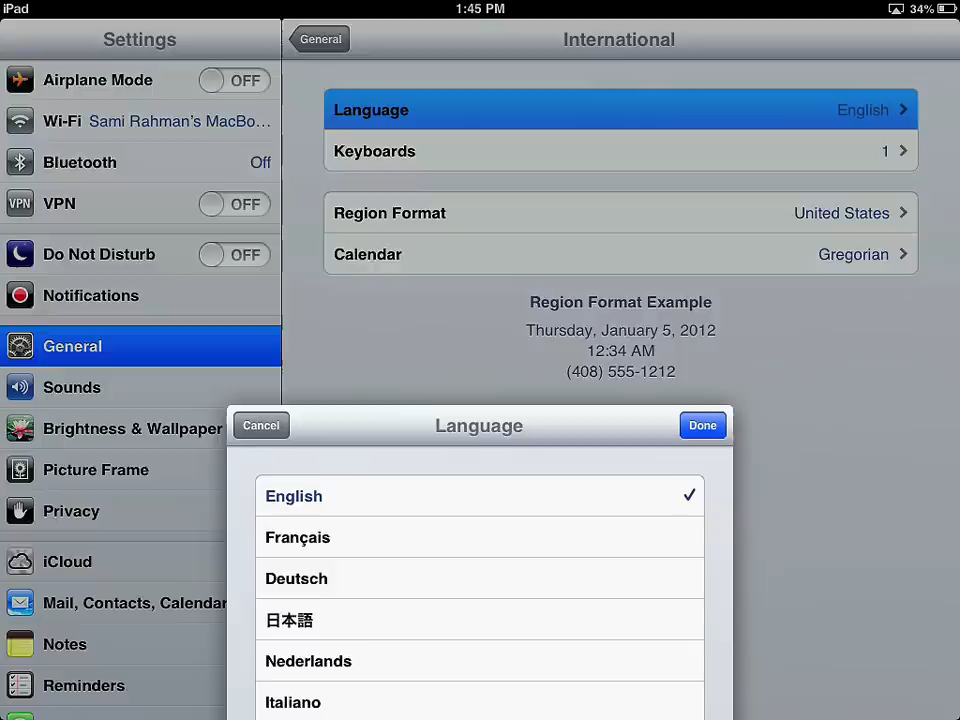 iPad
1:45 PM
34%
Settings
General
International
Airplane Mode OFF
Wi-Fi Sami Rahman's MacBo...
Bluetooth Off
VPN VPN OFF
Do Not Disturb OFF
Notifications
General
Sounds
Brightness & Wallpaper
Picture Frame
Privacy
iCloud
Mail, Contacts, Calendar
Notes
Reminders
Language English
Keyboards 1
Region Format United States
Calendar Gregorian
Region Format Example
Thursday, January 5, 2012
12:34 AM
(408) 555-1212
Cancel Language Done
English
Français
Deutsch
日本語
Nederlands
Italiano